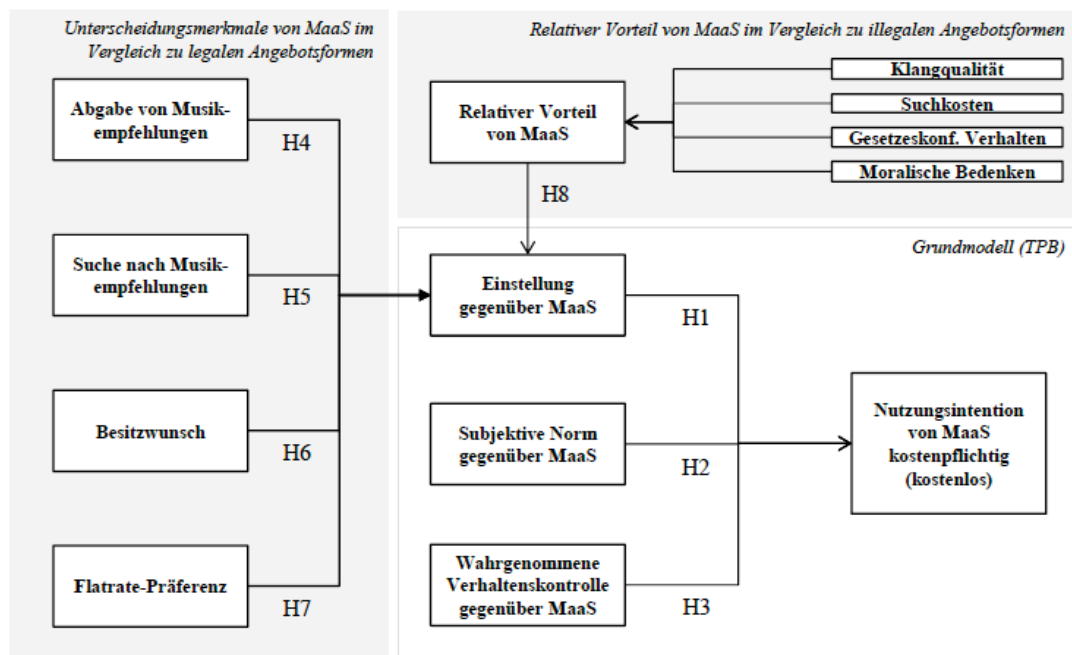 Unterscheidungsmerkmale von MaaS im
Vergleich zu legalen Angebotsformen
Abgabe von Musik-
empfehlungen
H4
Suche nach Musik-
empfehlungen
H5
Besitzwunsch
H6
Flatrate-Präferenz
H7
Relativer Vorteil von MaaS im Vergleich zu illegalen Angebotsformen
Relativer Vorteil
von MaaS
Klangqualität
Suchkosten
Gesetzeskonf. Verhalten
Moralische Bedenken
H8
Grundmodell (TPB)
Einstellung
gegenüber MaaS
H1
Subjektive Norm
gegenüber MaaS
H2
Wahrgenommene
Verhaltenskontrolle
gegenüber MaaS
H3
Nutzungsintention
von MaaS
kostenpflichtig
(kostenlos)